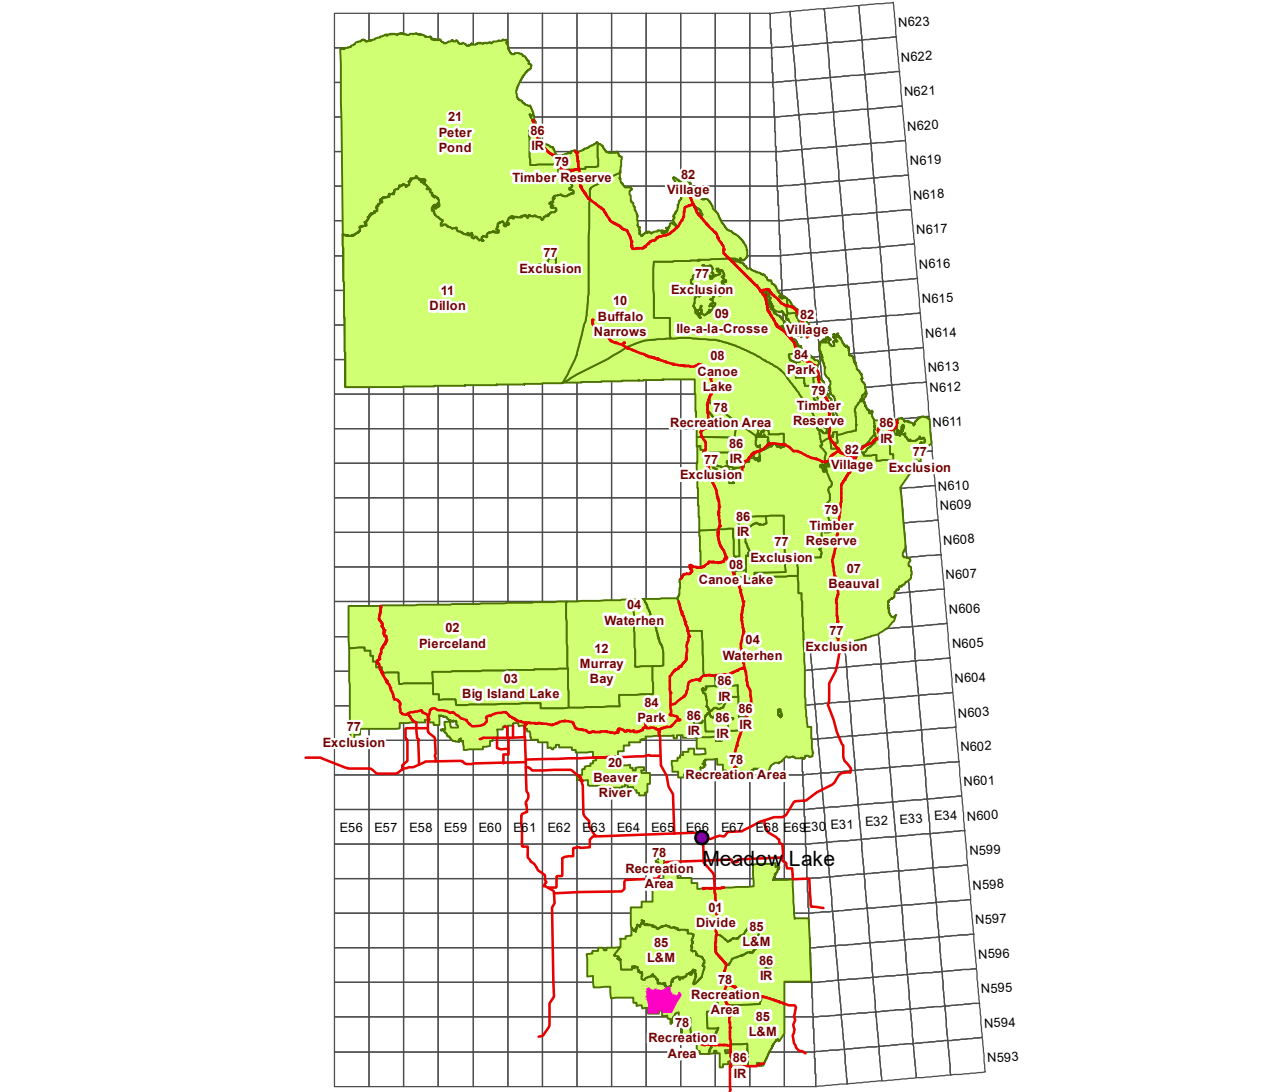 N623
N622
N621
21
Peter
Pond
N620
86
IR
N619
79
Timber Reserve
82
Village
N618
N617
77
Exclusion
N616
77
Exclusion
11
Dillon
N615
10
Buffalo
Narrows
09
Ile-a-la-Crosse
82
Village
N614
08
Canoe
Lake
84
Park
N613
N612
79
Timber
Reserve
78
Recreation Area
N611
86
IR
86
IR
82
Village
77
Exclusion
77
Exclusion
N610
N609
86
IR
79
Timber
Reserve
N608
77
Exclusion
08
Canoe Lake
07
Beauval
N607
04
Waterhen
N606
02
Pierceland
77
Exclusion
N605
12
Murray
Bay
04
Waterhen
03
Big Island Lake
86
IR
N604
84
Park
86
IR
86
IR
86
IR
N603
77
Exclusion
N602
20
Beaver
River
78
Recreation Area
N601
N600
E56 E57 E58 E59 E60 E61 E62 E63 E64 E65 E66 E67 E68 E69 E30 E31 E32 E33 E34
Meadow Lake
N599
78
Recreation
Area
N598
01
Divide
N597
85
L&M
85
L&M
N596
86
IR
78
Recreation
Area
N595
78
Recreation
Area
85
L&M
N594
86
IR
N593